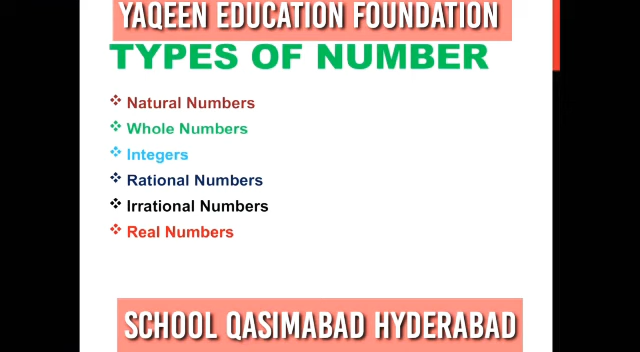 YAQEEN EDUCATION FOUNDATION
TYPES OF NUMBER
❖ Natural Numbers
❖ Whole Numbers
❖ Integers
❖ Rational Numbers
❖ Irrational Numbers
❖ Real Numbers
SCHOOL QASIMABAD HYDERABAD